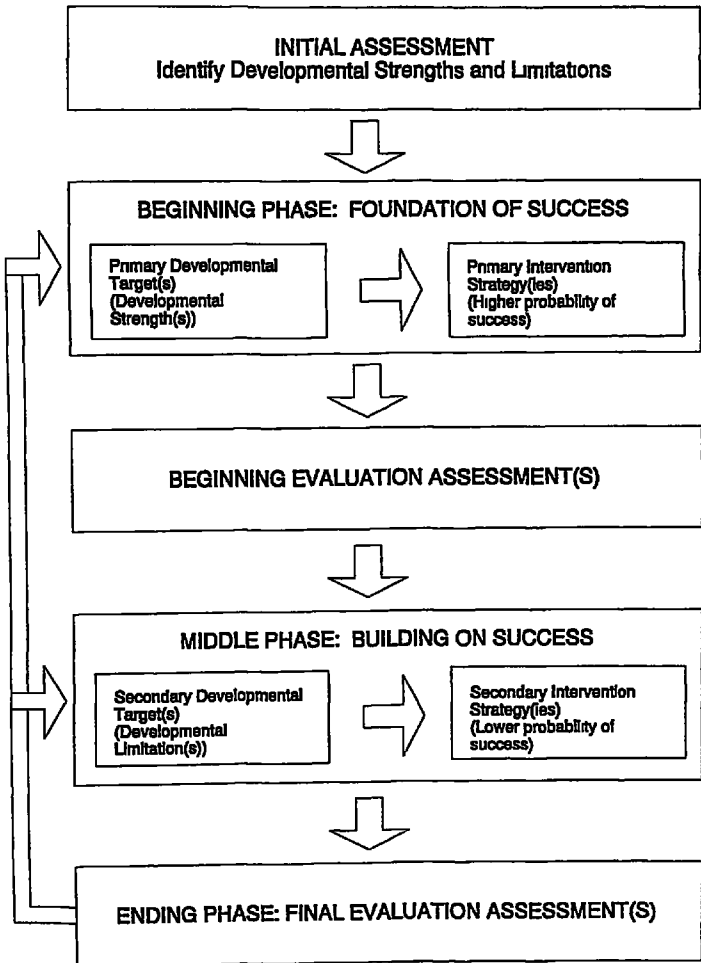 INITIAL ASSESSMENT
Identify Developmental Strengths and Limitations
BEGINNING PHASE: FOUNDATION OF SUCCESS
Primary Developmental
Target(s)
(Developmental
Strength(s))
Primary Intervention
Strategy(ies)
(Higher probability of
success)
BEGINNING EVALUATION ASSESSMENT(S)
MIDDLE PHASE: BUILDING ON SUCCESS
Secondary Developmental
Target(s)
(Developmental
Limitation(s))
Secondary Intervention
Strategy(ies)
(Lower probability of
success)
ENDING PHASE: FINAL EVALUATION ASSESSMENT(S)